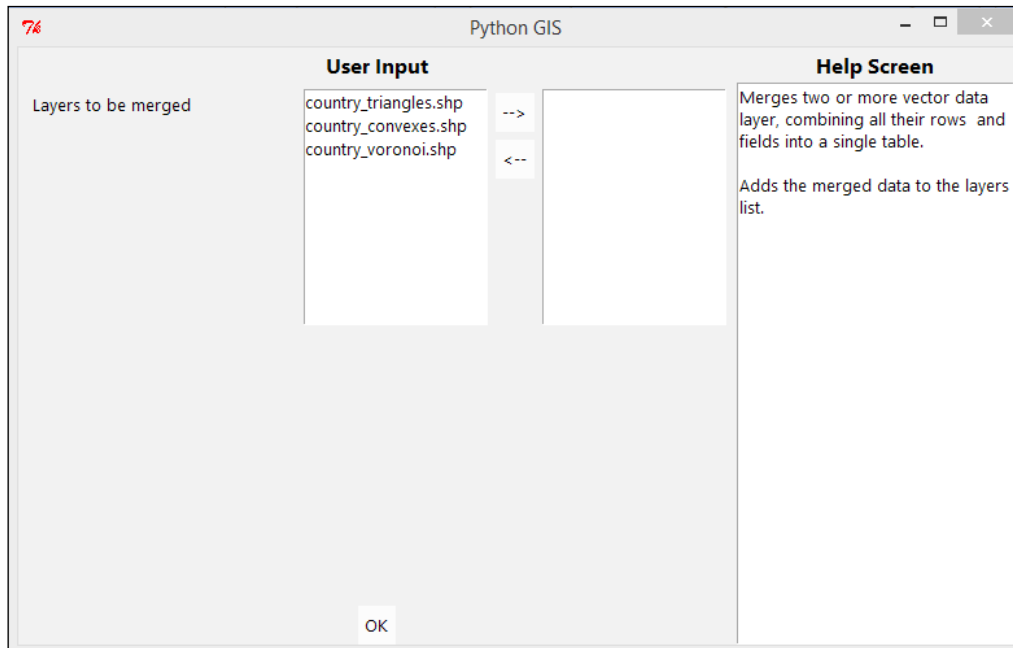 Tk
Python GIS
User Input
Help Screen
Layers to be merged
country_triangles.shp
country_convexes.shp
country_voronoi.shp
-->
<--
Merges two or more vector data
layer, combining all their rows  and
fields into a single table.
Adds the merged data to the layers
list.
OK